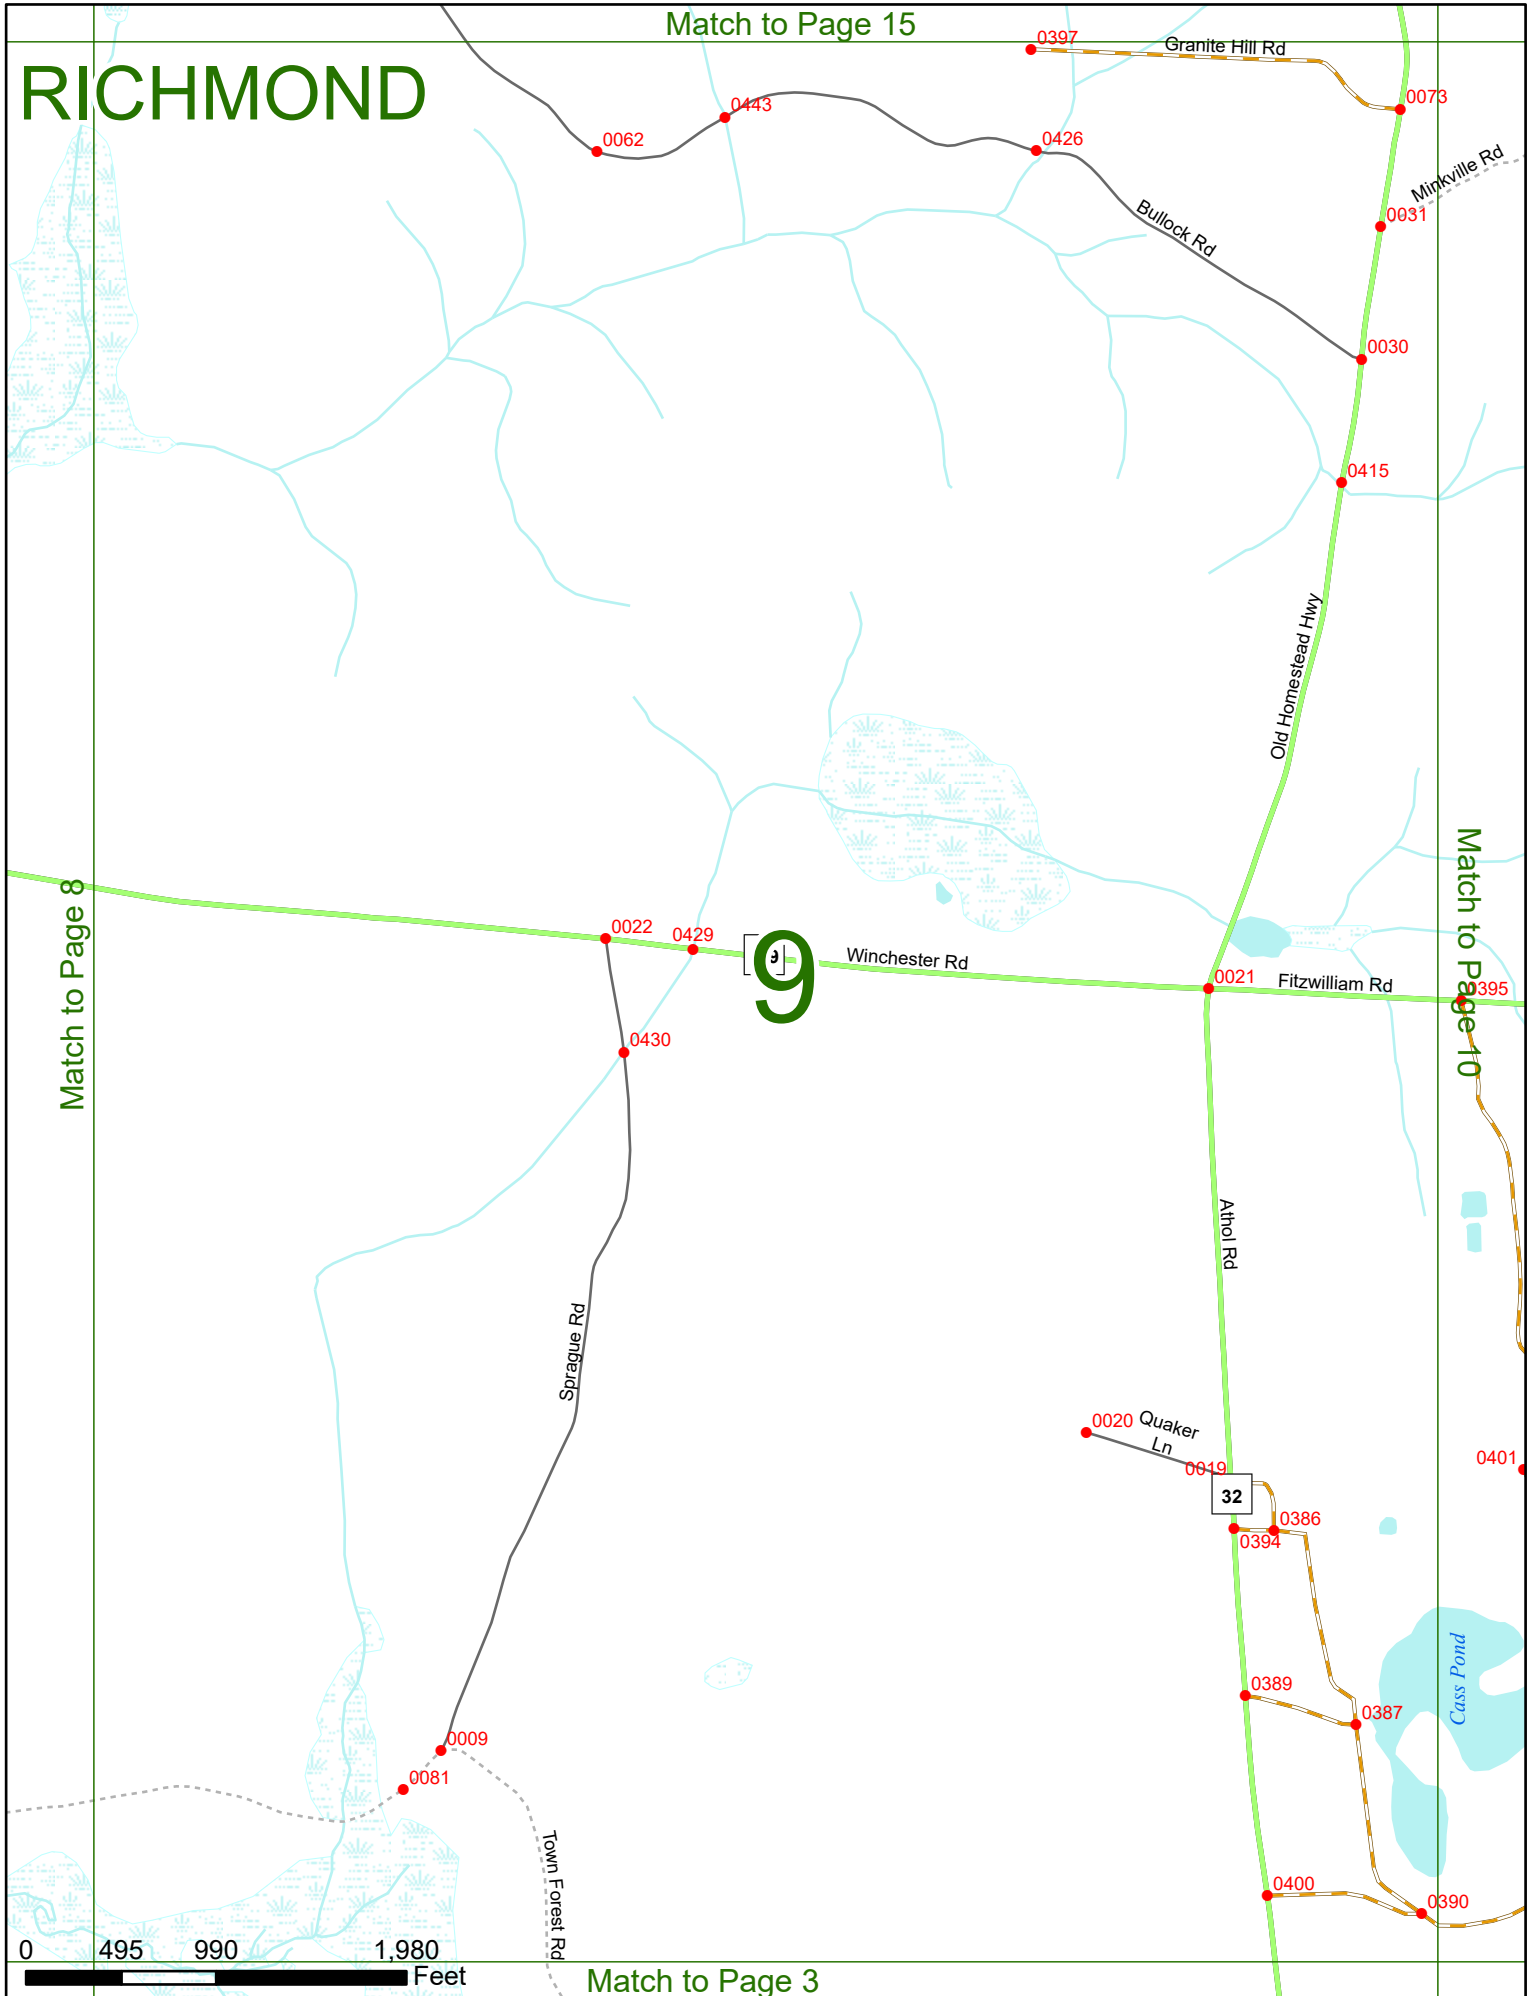 Match to Page 15
RICHMOND
0397
Granite Hill Rd
0073
0443
0062
0426
Minkville Rd
0031
Bullock Rd
0030
0415
Old Homestead Hwy
Match to Page 8
Match to Page 10
0022
0429
9
Winchester Rd
0021
Fitzwilliam Rd
0395
0430
Athol Rd
Sprague Rd
0020
Quaker
Ln
0019
0401
32
0386
0394
Cass Pond
0389
0387
0009
0081
Town Forest Rd
0400
0390
0 495 990 1,980
Feet
Match to Page 3